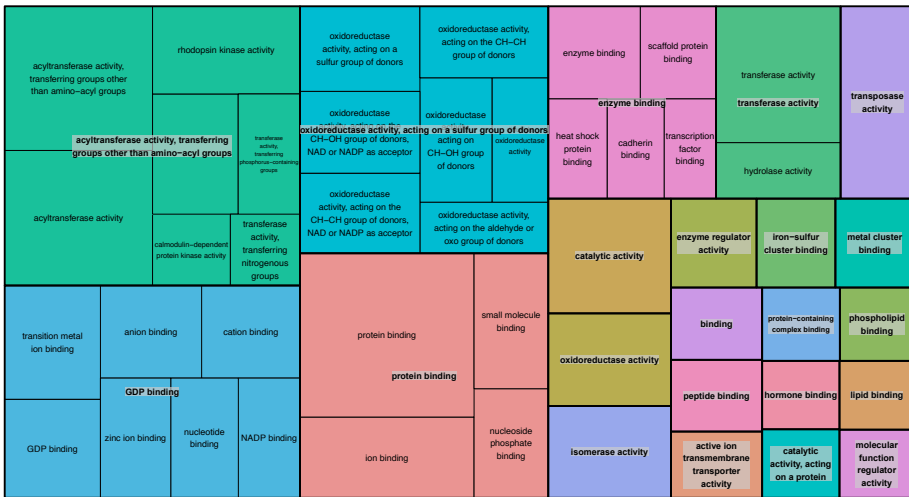 acyltransferase activity,
transferring groups other
than amino−acyl groups
rhodopsin kinase activity
acyltransferase activity, transferring
groups other than amino−acyl groups
transferase
activity,
transferring
phosphorus−containing
groups
acyltransferase activity
calmodulin−dependent
protein kinase activity
transferase
activity,
transferring
nitrogenous
groups
oxidoreductase
activity, acting on a
sulfur group of donors
oxidoreductase activity,
acting on the CH−CH
group of donors
oxidoreductase activity, acting on a sulfur group of donors
oxidoreductase
activity, acting on the
CH−OH group of donors,
NAD or NADP as acceptor
oxidoreductase
acting on
CH−OH group
of donors
oxidoreductase
activity
oxidoreductase
activity, acting on the
CH−CH group of donors,
NAD or NADP as acceptor
oxidoreductase activity,
acting on the aldehyde or
oxo group of donors
enzyme binding
scaffold protein
binding
enzyme binding
heat shock
protein binding
cadherin
binding
transcription
factor binding
transferase activity
transferase activity
hydrolase activity
transposase
activity
transition metal
ion binding
anion binding
cation binding
GDP binding
GDP binding
zinc ion binding
nucleotide
binding
NADP binding
protein binding
small molecule
binding
protein binding
ion binding
nucleoside
phosphate
binding
catalytic activity
enzyme regulator
activity
iron−sulfur
cluster binding
metal cluster
binding
oxidoreductase activity
binding
protein−containing
complex binding
phospholipid
binding
peptide binding
hormone binding
lipid binding
isomerase activity
active ion
transmembrane
transporter activity
catalytic
activity, acting
on a protein
molecular
function
regulator
activity